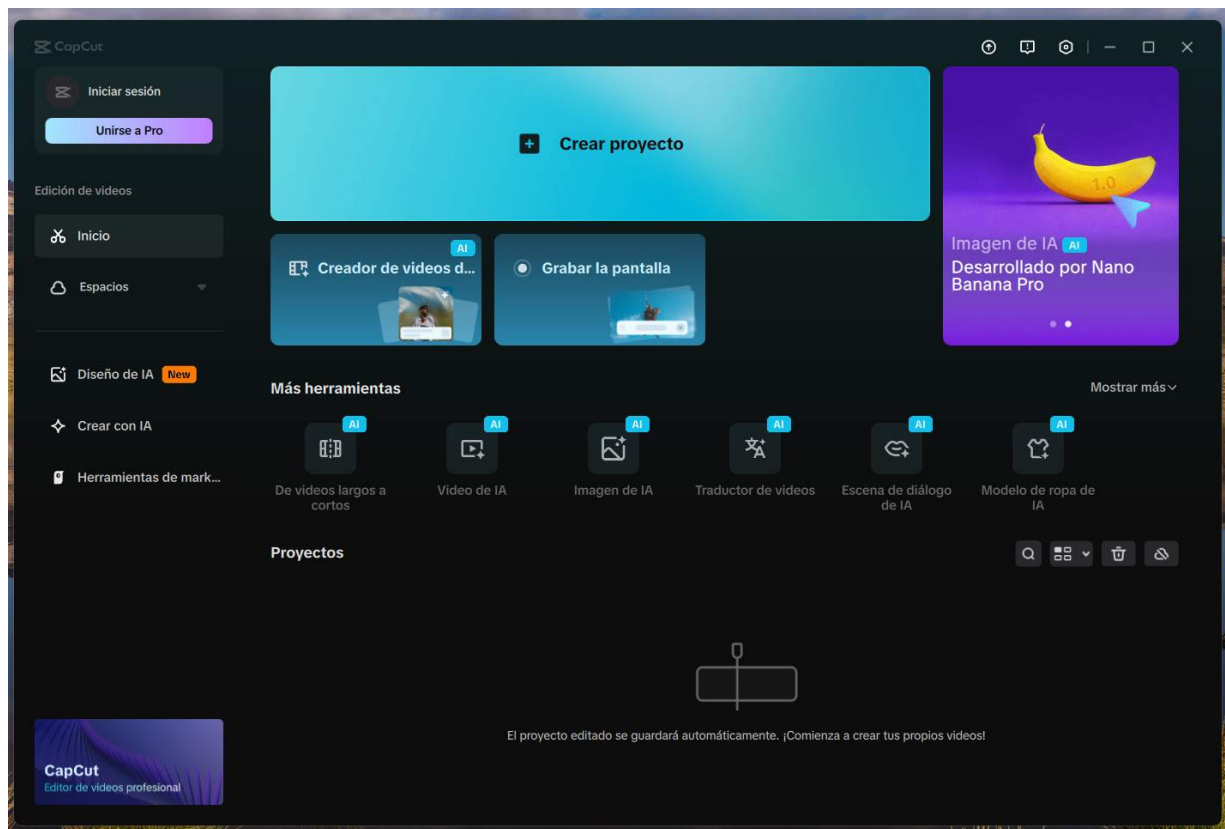 CapCut
Iniciar sesión
Unirse a Pro
Edición de videos
Inicio
Espacios
Diseño de IA New
Crear con IA
Herramientas de mark...
CapCut
Editor de videos profesional
Crear proyecto
AI
Creador de videos d...
Grabar la pantalla
1.0
Imagen de IA AI
Desarrollado por Nano
Banana Pro
Más herramientas
Mostrar más
AI
De videos largos a
cortos
AI
Video de IA
AI
Imagen de IA
AI
Traductor de videos
AI
Escena de diálogo
de IA
AI
Modelo de ropa de
IA
Proyectos
El proyecto editado se guardará automáticamente. ¡Comienza a crear tus propios videos!